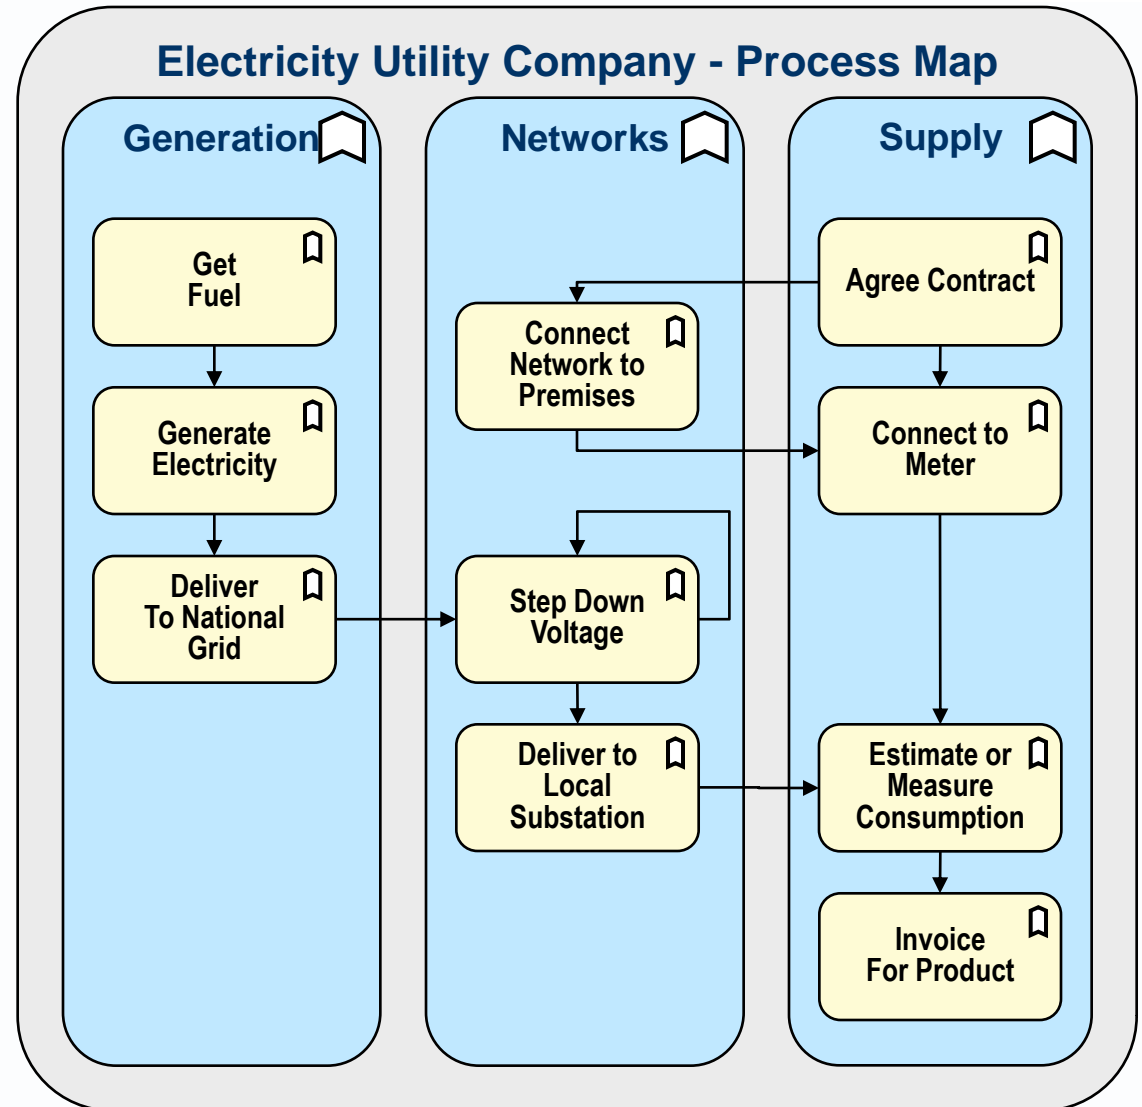 Electricity Utility Company - Process Map
Generation
Get
Fuel
Generate
Electricity
Deliver
To National
Grid
Networks
Connect
Network to
Premises
Step Down
Voltage
Deliver to
Local
Substation
Supply
Agree Contract
Connect to
Meter
Estimate or
Measure
Consumption
Invoice
For Product